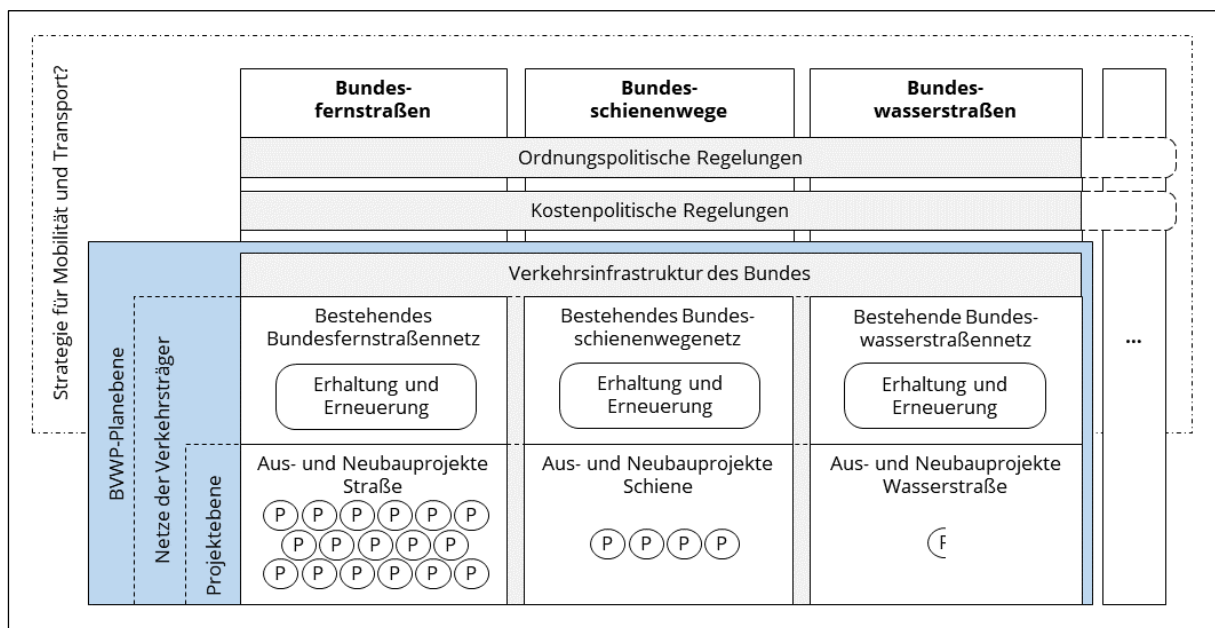 Strategie für Mobilität und Transport?
Bundes-
fernstraßen
Bundes-
schienenwege
Bundes-
wasserstraßen
Ordnungspolitische Regelungen
Kostenpolitische Regelungen
...
BVWP-Planebene
Netze der Verkehrsträger
Projektebene
Verkehrsinfrastruktur des Bundes
Bestehendes
Bundesfernstraßennetz
Erhaltung und
Erneuerung
Bestehendes Bundes-
schienenwegenetz
Erhaltung und
Erneuerung
Bestehende Bundes-
wasserstraßennetz
Erhaltung und
Erneuerung
Aus- und Neubauprojekte
Straße
P P P P P P
P P P P P
P P P P P P
Aus- und Neubauprojekte
Schiene
P P P P
Aus- und Neubauprojekte
Wasserstraße